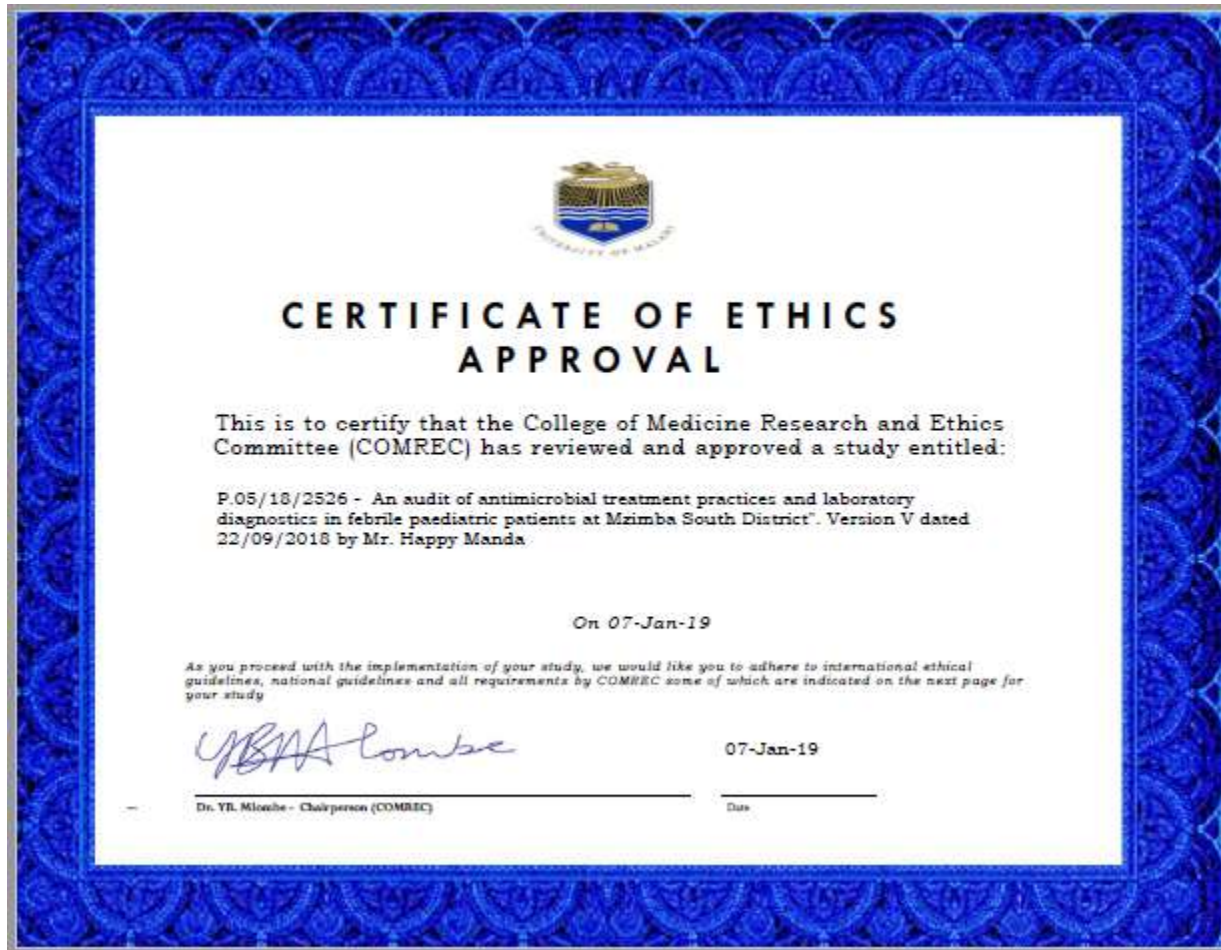 UNIVERSITY OF MALAWI
CERTIFICATE OF ETHICS
APPROVAL
This is to certify that the College of Medicine Research and Ethics
Committee (COMREC) has reviewed and approved a study entitled:
P.05/18/2526 - An audit of antimicrobial treatment practices and laboratory
diagnostics in febrile paediatric patients at Mzimba South District". Version V dated
22/09/2018 by Mr. Happy Manda
On 07-Jan-19
As you proceed with the implementation of your study, we would like you to adhere to international ethical
guidelines, national guidelines and all requirements by COMREC some of which are indicated on the next page for
your study
YBMlombe
07-Jan-19
Dr. YB. Mlombe - Chairperson (COMREC)
Date